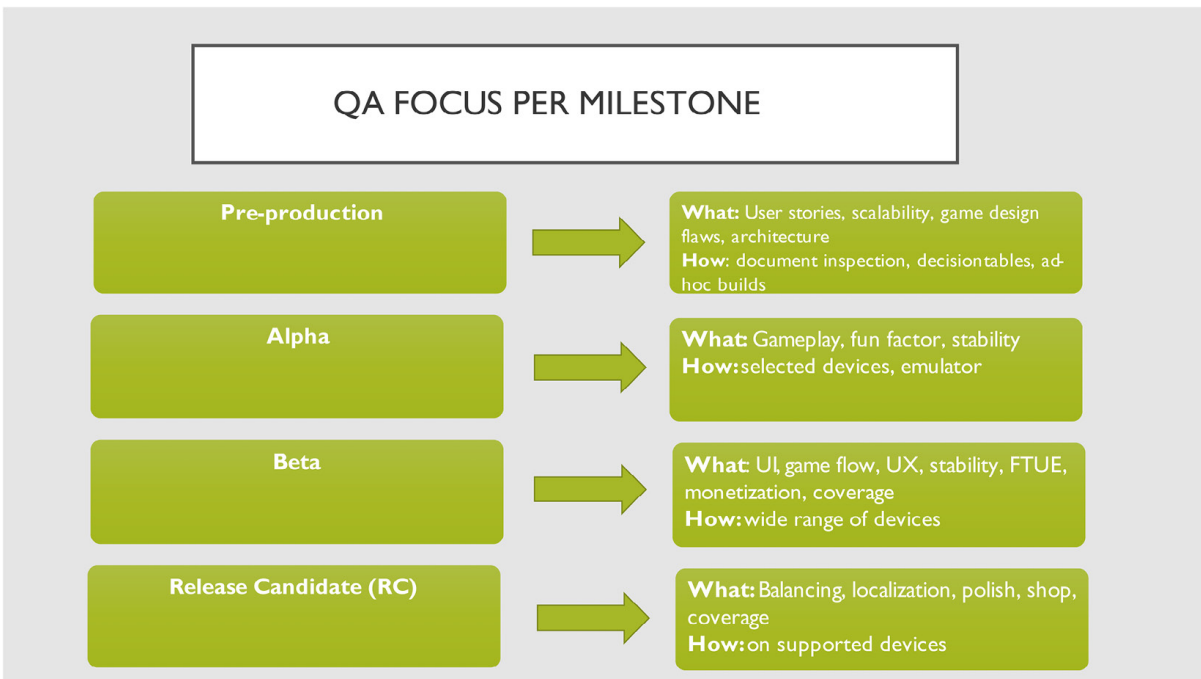 QA FOCUS PER MILESTONE
Pre-production
What: User stories, scalability, game design
flaws, architecture
How: document inspection, decisiontables, ad-
hoc builds
Alpha
What: Gameplay, fun factor, stability
How:selected devices, emulator
Beta
What: UI, game flow, UX, stability, FTUE,
monetization, coverage
How:wide range of devices
Release Candidate (RC)
What: Balancing, localization, polish, shop,
coverage
How:on supported devices